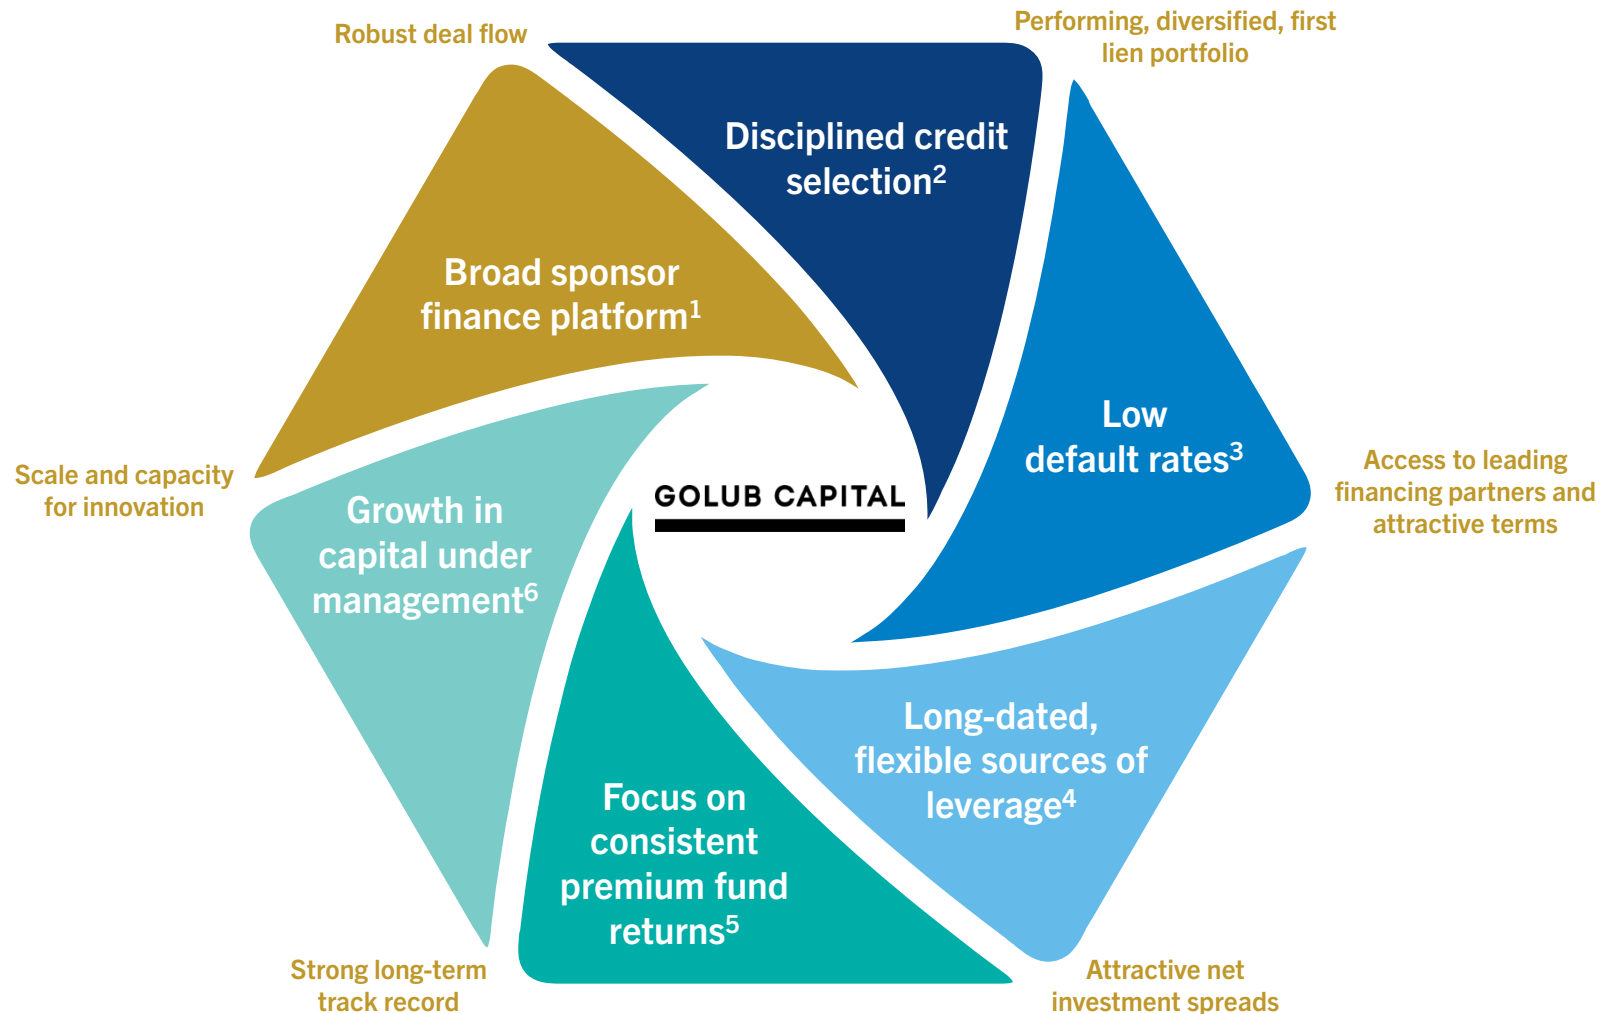 Robust deal flow
Performing, diversified, first
lien portfolio
Disciplined credit
selection²
Broad sponsor
finance platform¹
Low
default rates³
Access to leading
financing partners and
attractive terms
Scale and capacity
for innovation
GOLUB CAPITAL
Growth in
capital under
management⁶
Long-dated,
flexible sources of
leverage⁴
Focus on
consistent
premium fund
returns⁵
Strong long-term
track record
Attractive net
investment spreads